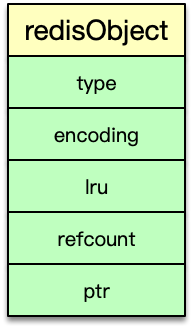 redisObject
type
encoding
lru
refcount
ptr